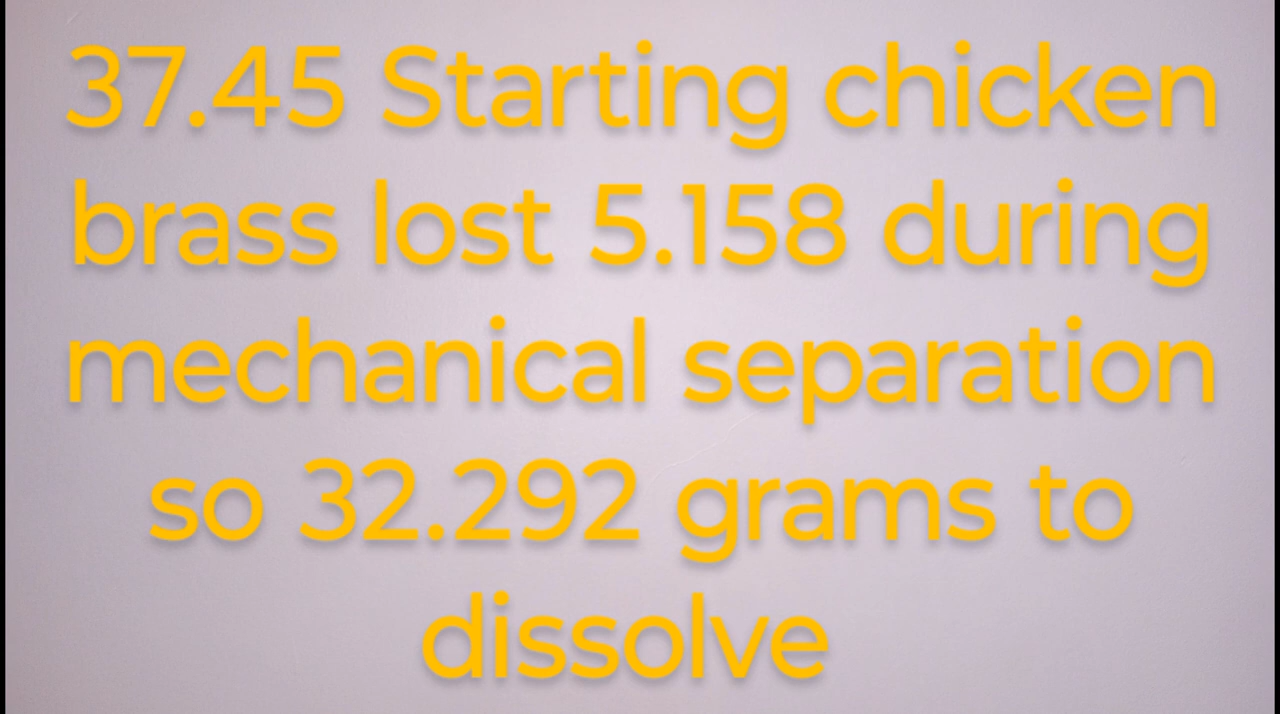 37.45 Starting chicken
brass lost 5.158 during
mechanical separation
so 32.292 grams to
dissolve